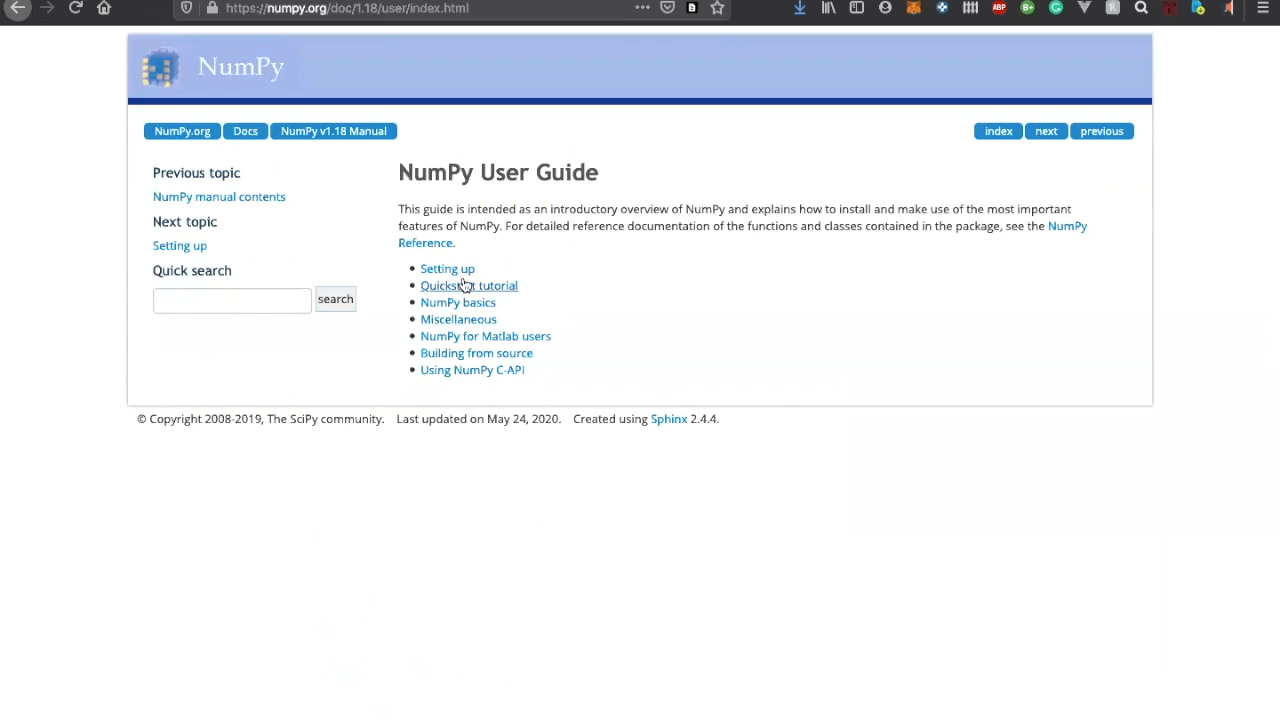 https://numpy.org/doc/1.18/user/index.html
ABP
NumPy
NumPy.org Docs NumPy v1.18 Manual index next previous
Previous topic
NumPy manual contents
Next topic
Setting up
Quick search
search
NumPy User Guide
This guide is intended as an introductory overview of NumPy and explains how to install and make use of the most important
features of NumPy. For detailed reference documentation of the functions and classes contained in the package, see the NumPy
Reference.
Setting up
Quickstart tutorial
NumPy basics
Miscellaneous
NumPy for Matlab users
Building from source
Using NumPy C-API
© Copyright 2008-2019, The SciPy community. Last updated on May 24, 2020. Created using Sphinx 2.4.4.